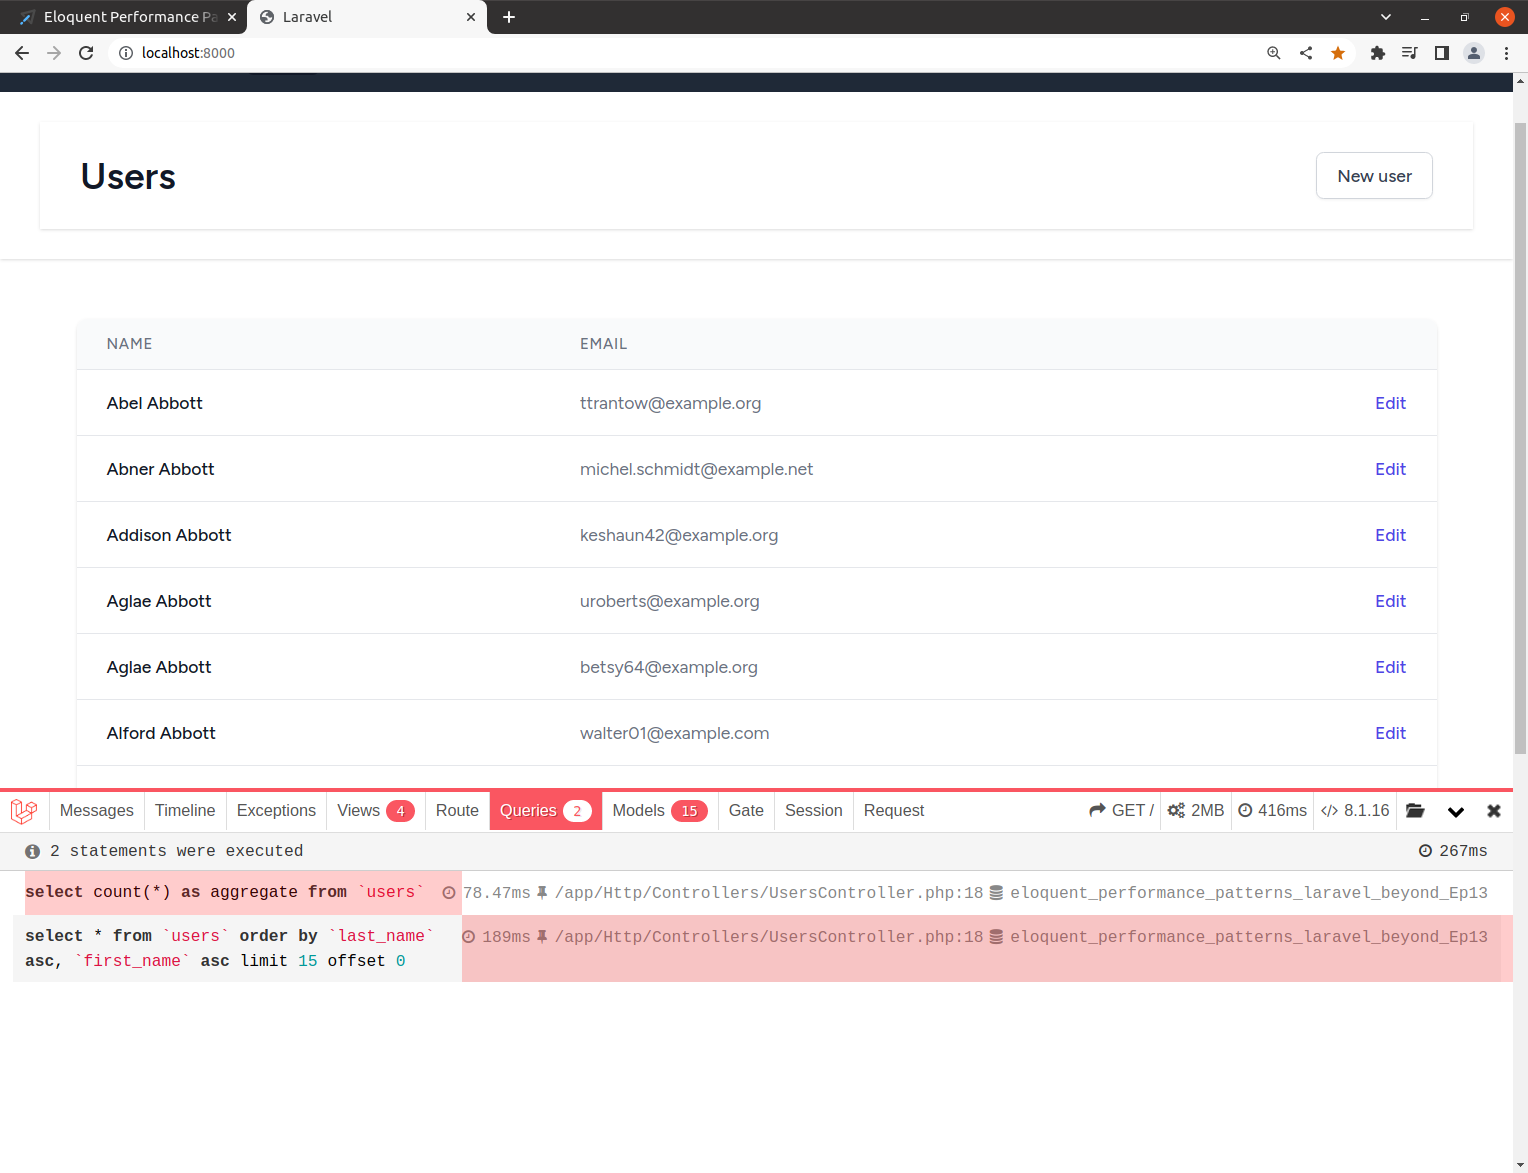 Eloquent Performance Pa
Laravel
localhost:8000
Users
New user
NAME EMAIL
Abel Abbott ttrantow@example.org Edit
Abner Abbott michel.schmidt@example.net Edit
Addison Abbott keshaun42@example.org Edit
Aglae Abbott uroberts@example.org Edit
Aglae Abbott betsy64@example.org Edit
Alford Abbott walter01@example.com Edit
Messages Timeline Exceptions Views 4 Route Queries 2 Models 15 Gate Session Request GET / 2MB 416ms 8.1.16
2 statements were executed 267ms
select count(*) as aggregate from `users` 78.47ms /app/Http/Controllers/UsersController.php:18 eloquent_performance_patterns_laravel_beyond_Ep13
select * from `users` order by `last_name` 189ms /app/Http/Controllers/UsersController.php:18 eloquent_performance_patterns_laravel_beyond_Ep13
asc, `first_name` asc limit 15 offset 0